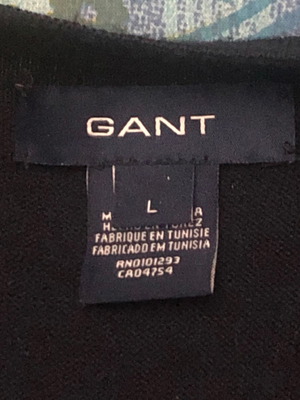 GANT
L
FABRIQUE EN TUNISIE
FABRICADO EM TUNISIA
RN0101293
CA04754